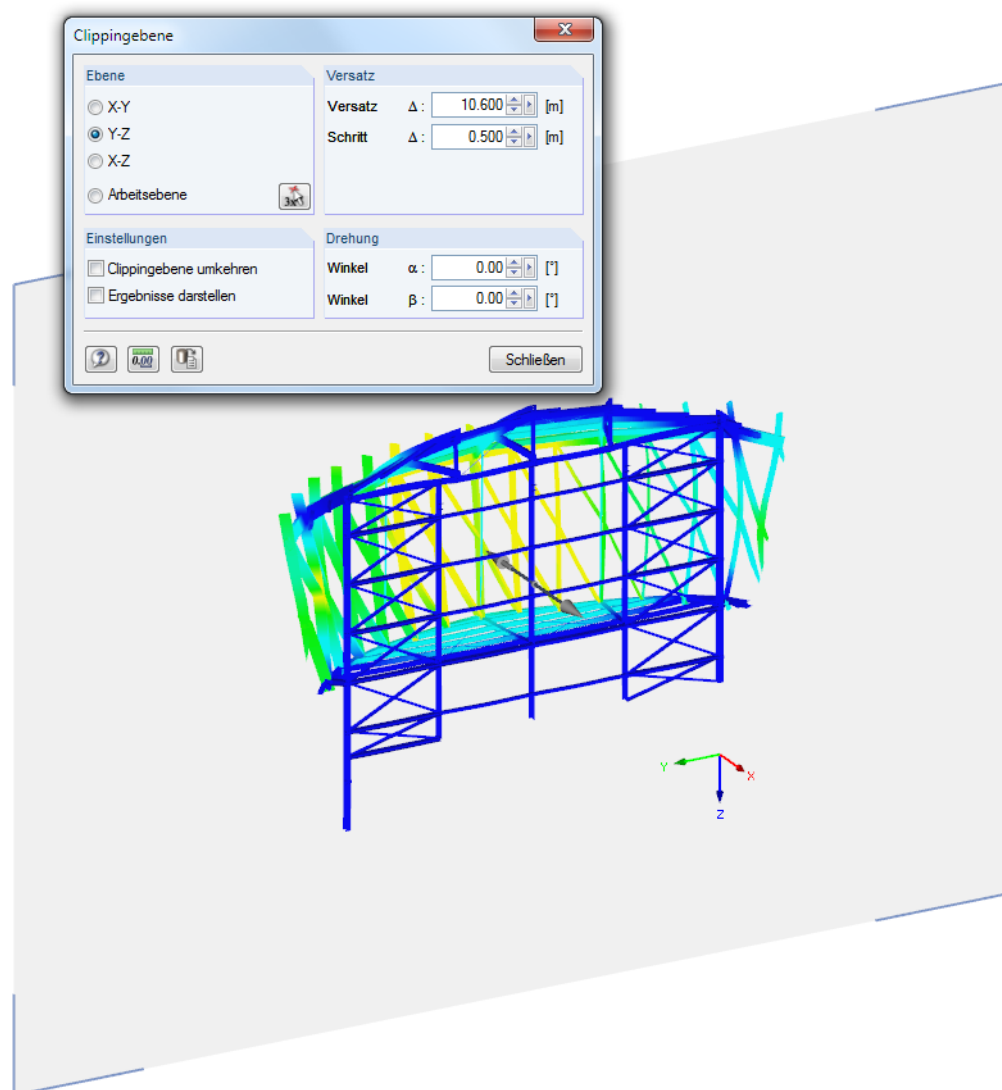 Clippingebene
Ebene
X-Y
Y-Z
X-Z
Arbeitsebene
3x
Versatz
Versatz Δ : 10.600 [m]
Schritt Δ : 0.500 [m]
Einstellungen
Clippingebene umkehren
Ergebnisse darstellen
Drehung
Winkel α : 0.00 [°]
Winkel β : 0.00 [°]
? 0.00
Schließen
Y X
Z